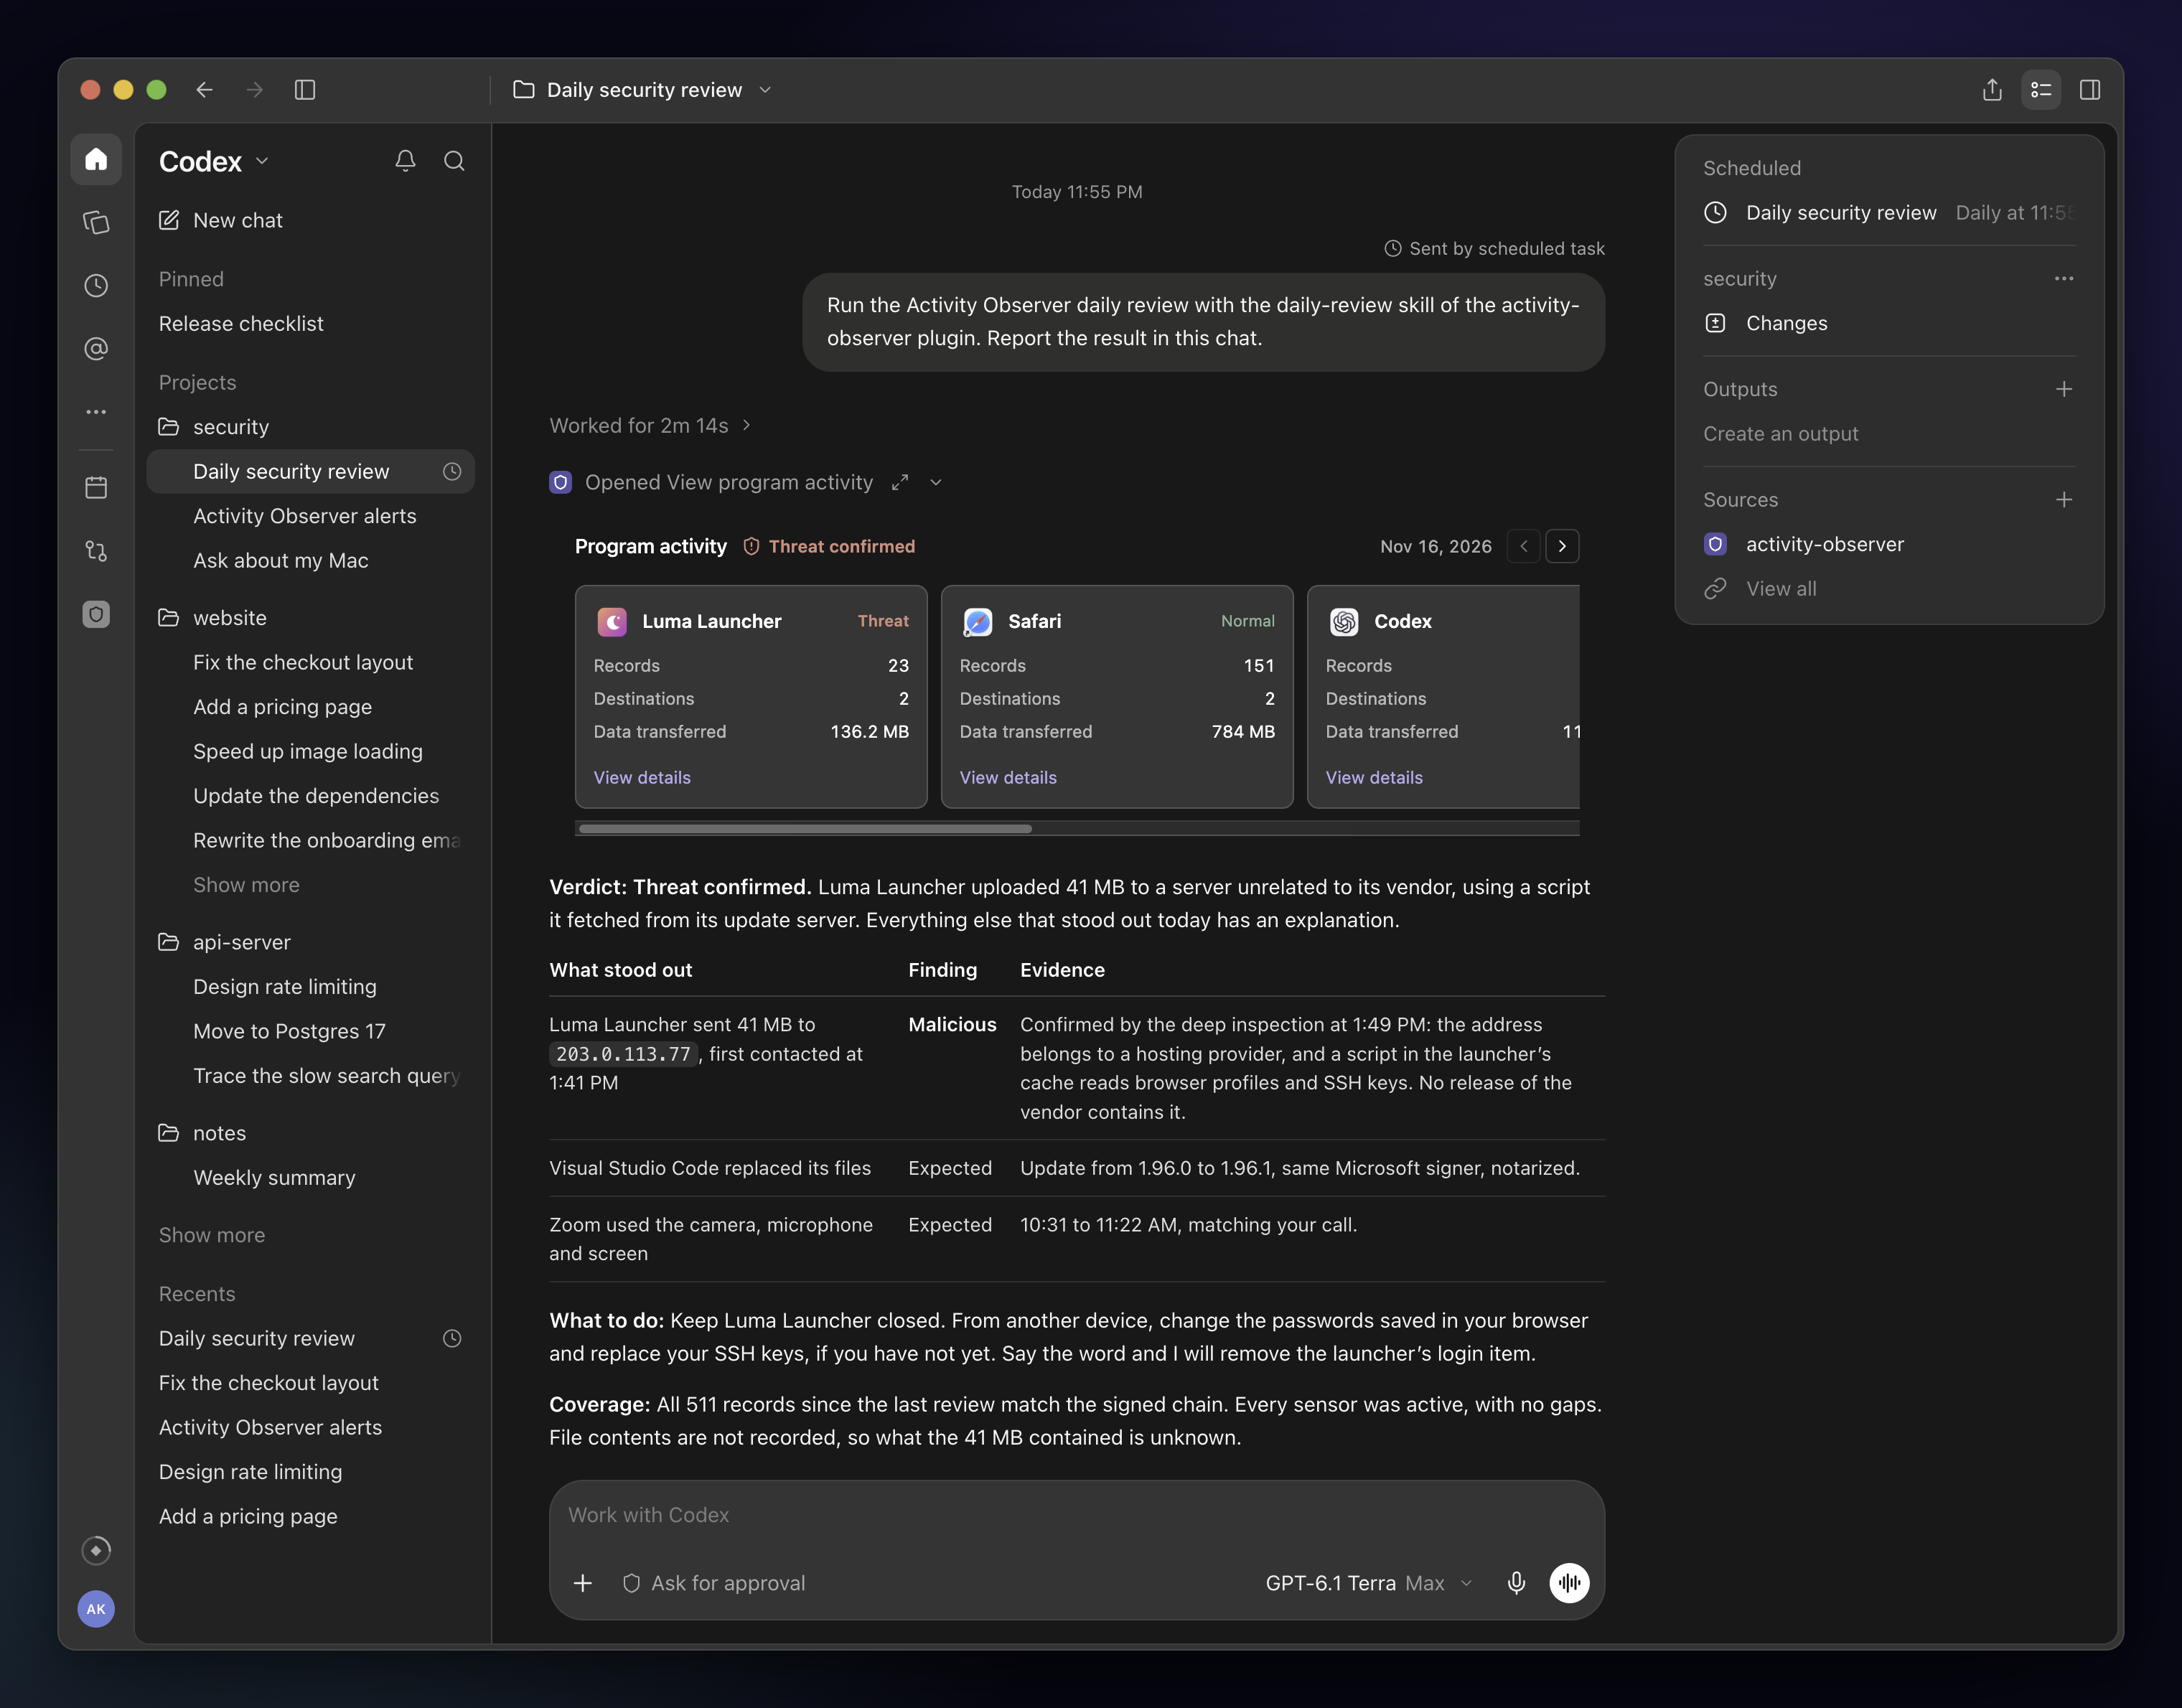 Daily security review
Codex
New chat
Pinned
Release checklist
Projects
security
Daily security review
Activity Observer alerts
Ask about my Mac
website
Fix the checkout layout
Add a pricing page
Speed up image loading
Update the dependencies
Rewrite the onboarding ema
Show more
api-server
Design rate limiting
Move to Postgres 17
Trace the slow search query
notes
Weekly summary
Show more
Recents
Daily security review
Fix the checkout layout
Activity Observer alerts
Design rate limiting
Add a pricing page
AK
Today 11:55 PM
Sent by scheduled task
Run the Activity Observer daily review with the daily-review skill of the activity-
observer plugin. Report the result in this chat.
Worked for 2m 14s
Opened View program activity
Program activity Threat confirmed Nov 16, 2026
Luma Launcher Threat
Records 23
Destinations 2
Data transferred 136.2 MB
View details
Safari Normal
Records 151
Destinations 2
Data transferred 784 MB
View details
Codex
Records
Destinations
Data transferred 11
View details
Verdict: Threat confirmed. Luma Launcher uploaded 41 MB to a server unrelated to its vendor, using a script
it fetched from its update server. Everything else that stood out today has an explanation.
What stood out Finding Evidence
Luma Launcher sent 41 MB to
203.0.113.77, first contacted at
1:41 PM
Malicious
Confirmed by the deep inspection at 1:49 PM: the address
belongs to a hosting provider, and a script in the launcher’s
cache reads browser profiles and SSH keys. No release of the
vendor contains it.
Visual Studio Code replaced its files Expected Update from 1.96.0 to 1.96.1, same Microsoft signer, notarized.
Zoom used the camera, microphone
and screen
Expected
10:31 to 11:22 AM, matching your call.
What to do: Keep Luma Launcher closed. From another device, change the passwords saved in your browser
and replace your SSH keys, if you have not yet. Say the word and I will remove the launcher’s login item.
Coverage: All 511 records since the last review match the signed chain. Every sensor was active, with no gaps.
File contents are not recorded, so what the 41 MB contained is unknown.
Work with Codex
Ask for approval
GPT-6.1 Terra Max
Scheduled
Daily security review Daily at 11:55
security
Changes
Outputs
Create an output
Sources
activity-observer
View all